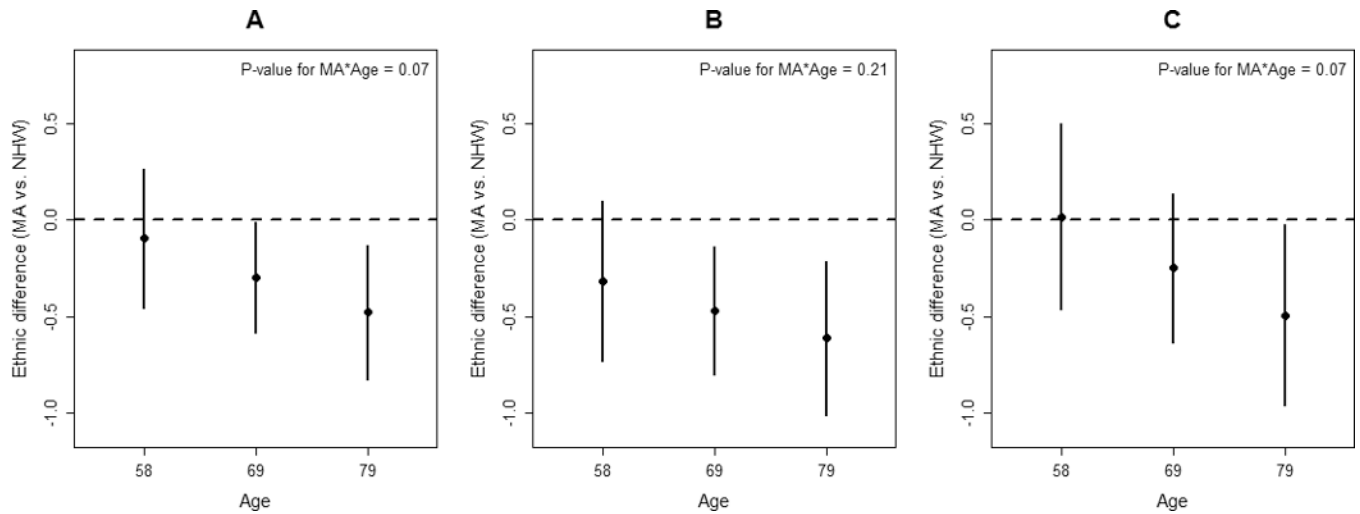 A
P-value for MA*Age = 0.07
Ethnic difference (MA vs. NHW)
0.5
0.0
-0.5
-1.0
58 69 79
Age
B
P-value for MA*Age = 0.21
Ethnic difference (MA vs. NHW)
0.5
0.0
-0.5
-1.0
58 69 79
Age
C
P-value for MA*Age = 0.07
Ethnic difference (MA vs. NHW)
0.5
0.0
-0.5
-1.0
58 69 79
Age